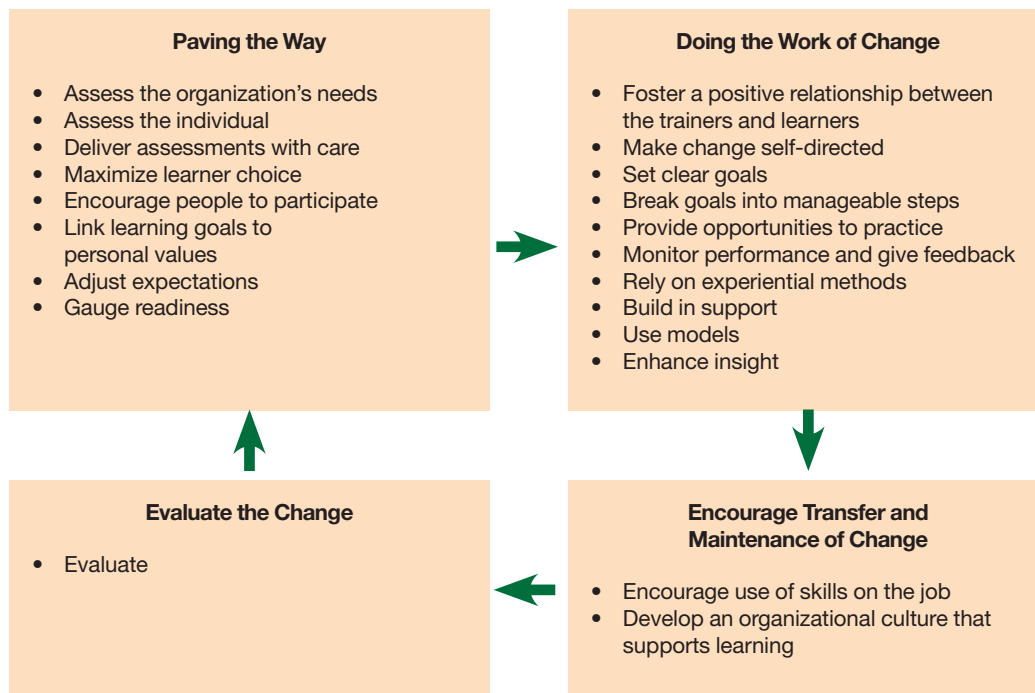 Paving the Way
• Assess the organization’s needs
• Assess the individual
• Deliver assessments with care
• Maximize learner choice
• Encourage people to participate
• Link learning goals to
personal values
• Adjust expectations
• Gauge readiness
Doing the Work of Change
• Foster a positive relationship between
the trainers and learners
• Make change self-directed
• Set clear goals
• Break goals into manageable steps
• Provide opportunities to practice
• Monitor performance and give feedback
• Rely on experiential methods
• Build in support
• Use models
• Enhance insight
Encourage Transfer and
Maintenance of Change
• Encourage use of skills on the job
• Develop an organizational culture that
supports learning
Evaluate the Change
• Evaluate